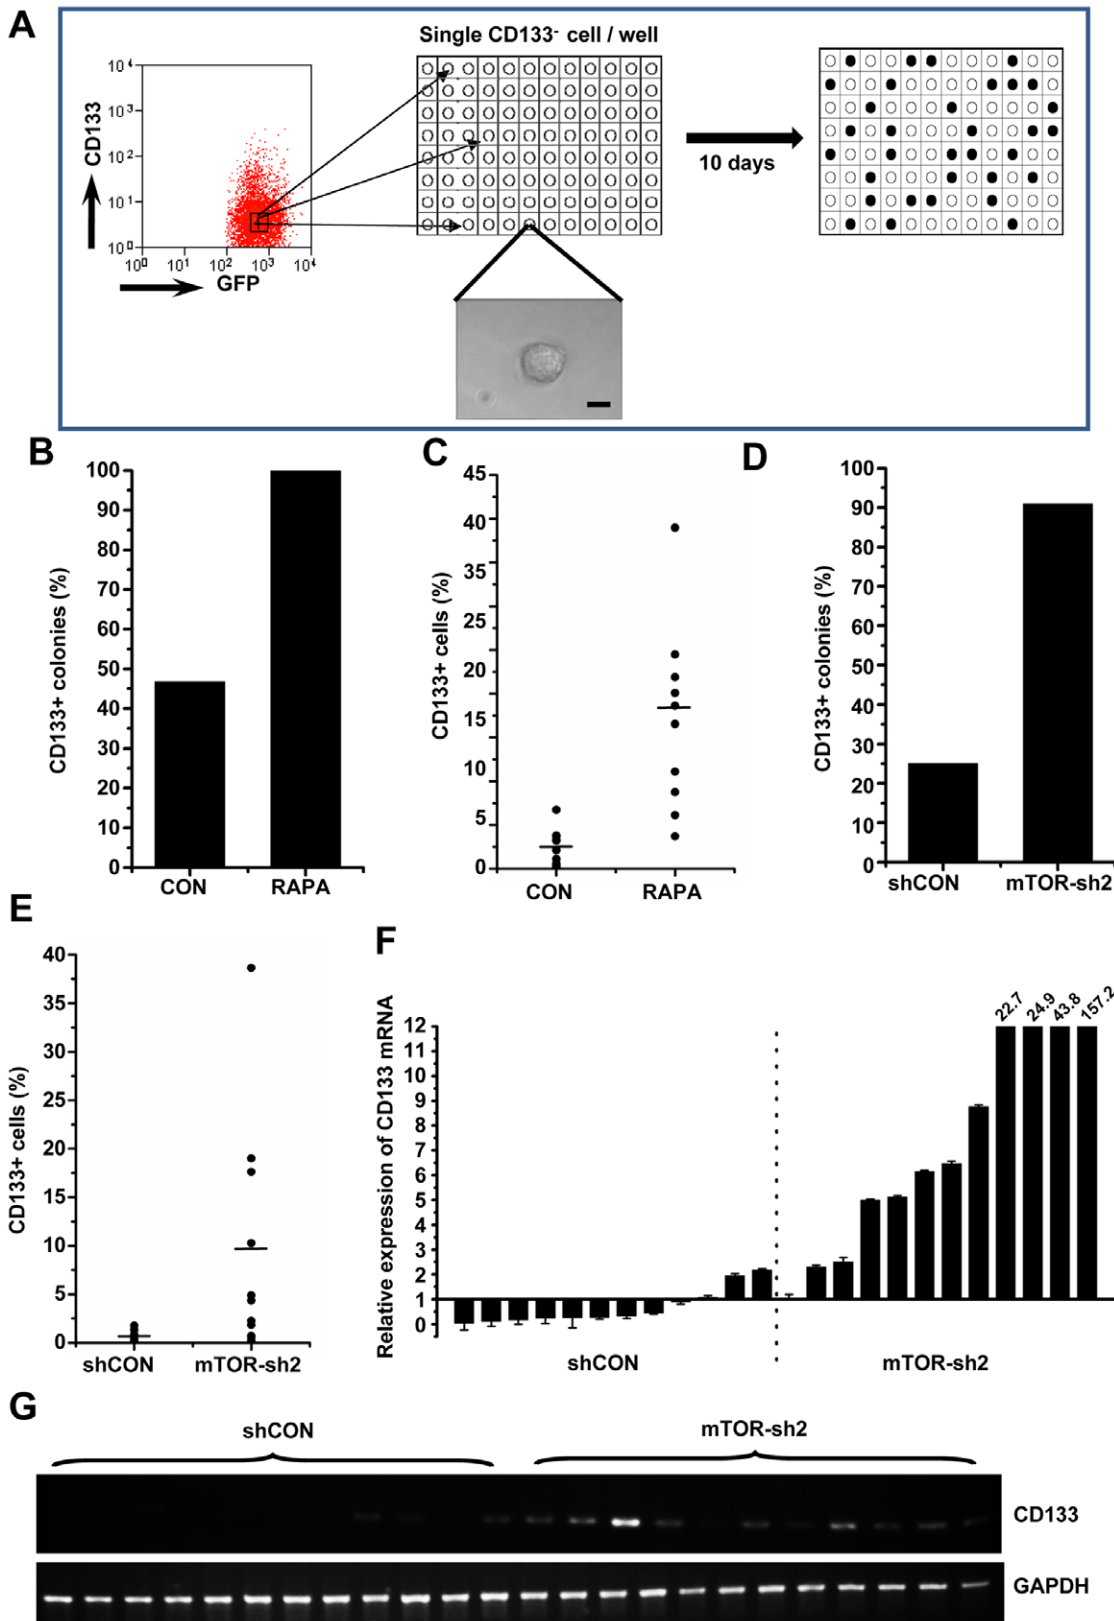 A
Single CD133- cell / well
CD133
10⁴
10³
10²
10¹
10⁰
10⁰ 10¹ 10² 10³ 10⁴
GFP
10 days
B
CD133+ colonies (%)
100
90
80
70
60
50
40
30
20
10
0
CON RAPA
C
CD133+ cells (%)
45
40
35
30
25
20
15
10
5
0
CON RAPA
D
CD133+ colonies (%)
100
90
80
70
60
50
40
30
20
10
0
shCON mTOR-sh2
E
CD133+ cells (%)
40
35
30
25
20
15
10
5
0
shCON mTOR-sh2
F
Relative expression of CD133 mRNA
12
11
10
9
8
7
6
5
4
3
2
1
0
22.7 24.9 43.8 157.2
shCON mTOR-sh2
G
shCON mTOR-sh2
CD133
GAPDH